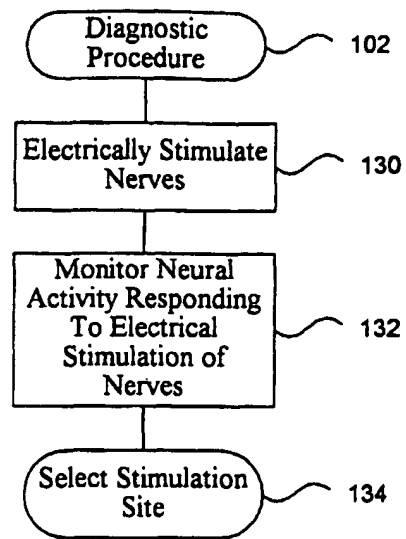 Diagnostic
Procedure
102
Electrically Stimulate
Nerves
130
Monitor Neural
Activity Responding
To Electrical
Stimulation of
Nerves
132
Select Stimulation
Site
134